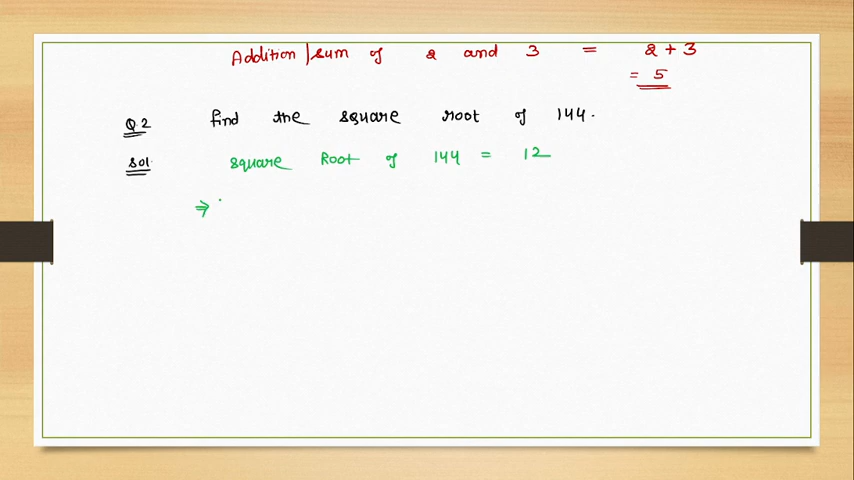 Addition/sum of 2 and 3 = 2 + 3
= 5
Q.2 find the square root of 144.
Sol. Square Root of 144 = 12
⇒